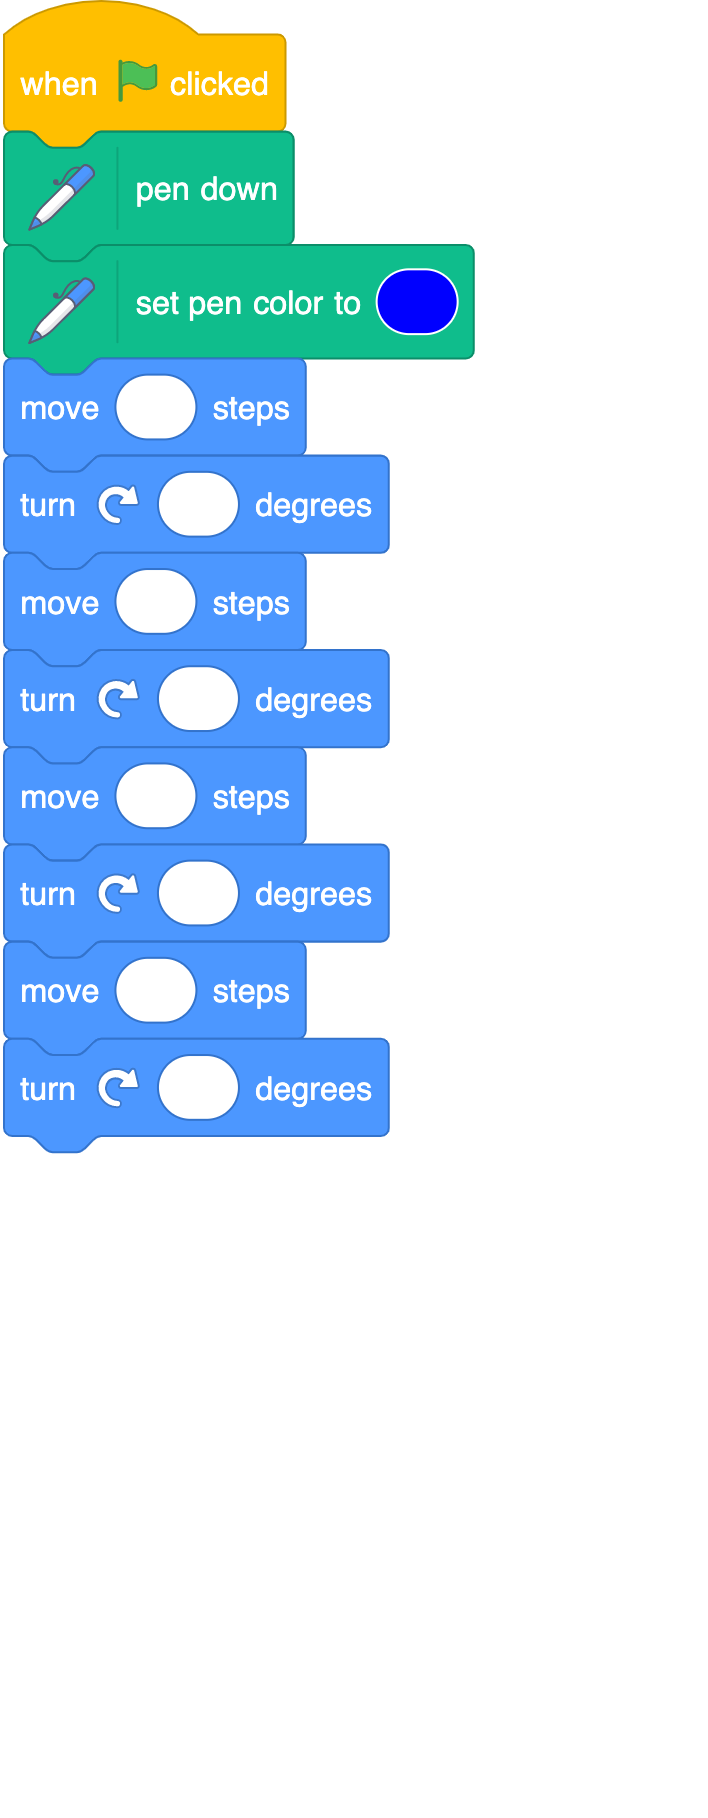 when clicked
pen down
set pen color to
move steps
turn degrees
move steps
turn degrees
move steps
turn degrees
move steps
turn degrees